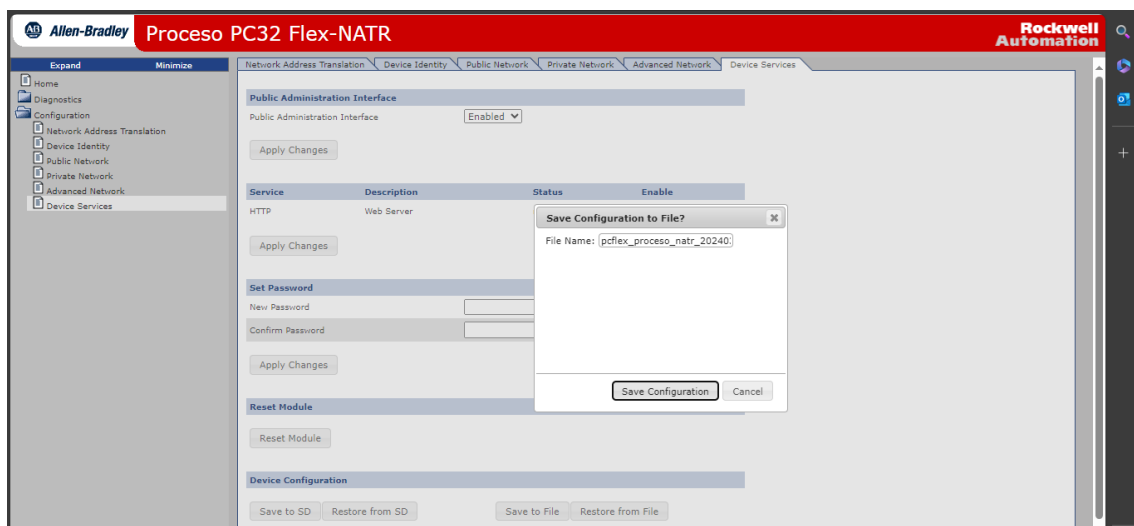 Allen-Bradley Proceso PC32 Flex-NATR Rockwell Automation
Expand Minimize
Home
Diagnostics
Configuration
Network Address Translation
Device Identity
Public Network
Private Network
Advanced Network
Device Services
Network Address Translation Device Identity Public Network Private Network Advanced Network Device Services
Public Administration Interface
Public Administration Interface Enabled
Apply Changes
Service Description Status Enable
HTTP Web Server
Apply Changes
Set Password
New Password
Confirm Password
Apply Changes
Reset Module
Reset Module
Device Configuration
Save to SD Restore from SD Save to File Restore from File
Save Configuration to File?
File Name: pcflex_proceso_natr_20240
Save Configuration Cancel